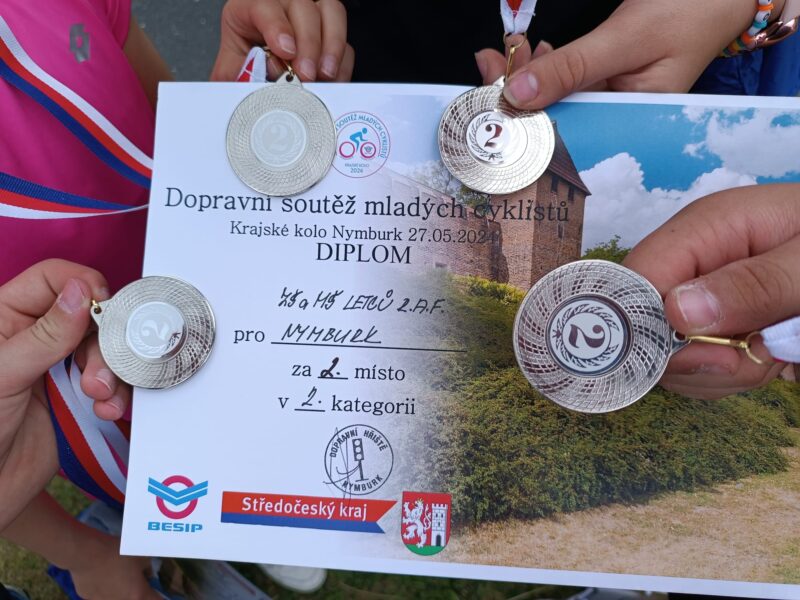 2
2
SOUTĚŽ MLADÝCH CYKLISTŮ
KRAJSKÉ KOLO
2024
Dopravní soutěž mladých cyklistů
Krajské kolo Nymburk 27.05.2024
DIPLOM
ZŠ a MŠ LETCŮ R.A.F.
pro NYMBURK
za 2. místo
v 2. kategorii
2
2
DOPRAVNÍ HŘIŠTĚ
NYMBURK
BESIP
Středočeský kraj